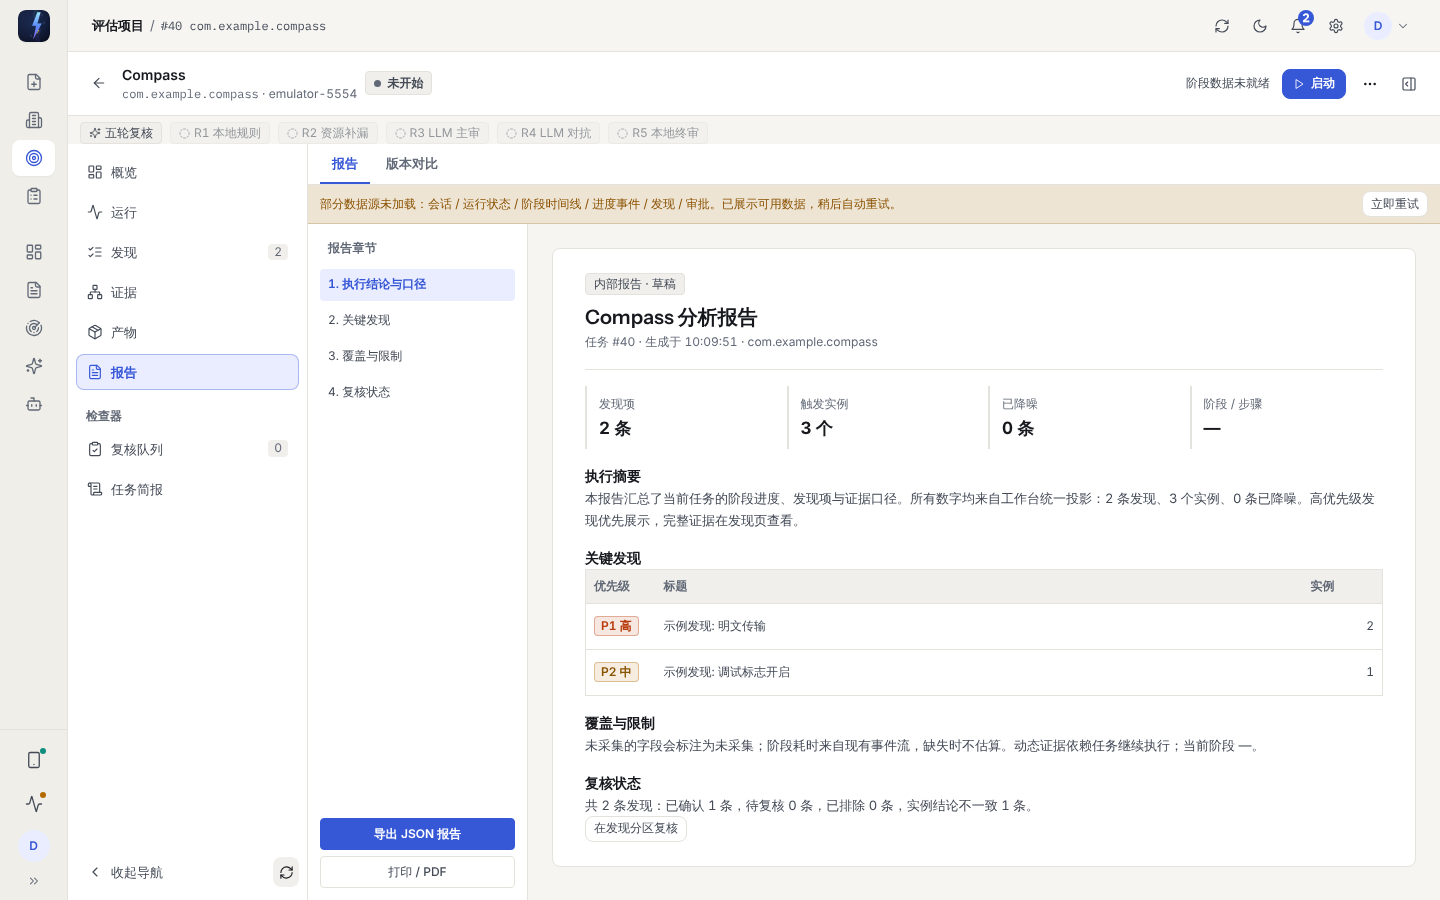 评估项目 / #40 com.example.compass
2
D
Compass
com.example.compass · emulator-5554
未开始
阶段数据未就绪
启动
五轮复核
R1 本地规则
R2 资源补漏
R3 LLM 主审
R4 LLM 对抗
R5 本地终审
概览
运行
发现 2
证据
产物
报告
检查器
复核队列 0
任务简报
收起导航
D
报告
版本对比
部分数据源未加载：会话 / 运行状态 / 阶段时间线 / 进度事件 / 发现 / 审批。已展示可用数据，稍后自动重试。
立即重试
报告章节
1. 执行结论与口径
2. 关键发现
3. 覆盖与限制
4. 复核状态
导出 JSON 报告
打印 / PDF
内部报告 · 草稿
Compass 分析报告
任务 #40 · 生成于 10:09:51 · com.example.compass
发现项
2 条
触发实例
3 个
已降噪
0 条
阶段 / 步骤
—
执行摘要
本报告汇总了当前任务的阶段进度、发现项与证据口径。所有数字均来自工作台统一投影：2 条发现、3 个实例、0 条已降噪。高优先级发
现优先展示，完整证据在发现页查看。
关键发现
优先级 标题 实例
P1 高 示例发现: 明文传输 2
P2 中 示例发现: 调试标志开启 1
覆盖与限制
未采集的字段会标注为未采集；阶段耗时来自现有事件流，缺失时不估算。动态证据依赖任务继续执行；当前阶段 —。
复核状态
共 2 条发现：已确认 1 条，待复核 0 条，已排除 0 条，实例结论不一致 1 条。
在发现分区复核